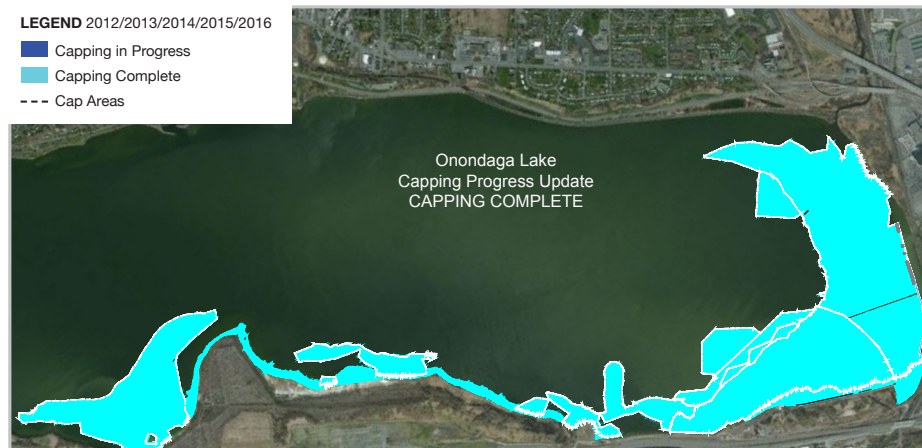 LEGEND 2012/2013/2014/2015/2016
Capping in Progress
Capping Complete
Cap Areas
Onondaga Lake
Capping Progress Update
CAPPING COMPLETE